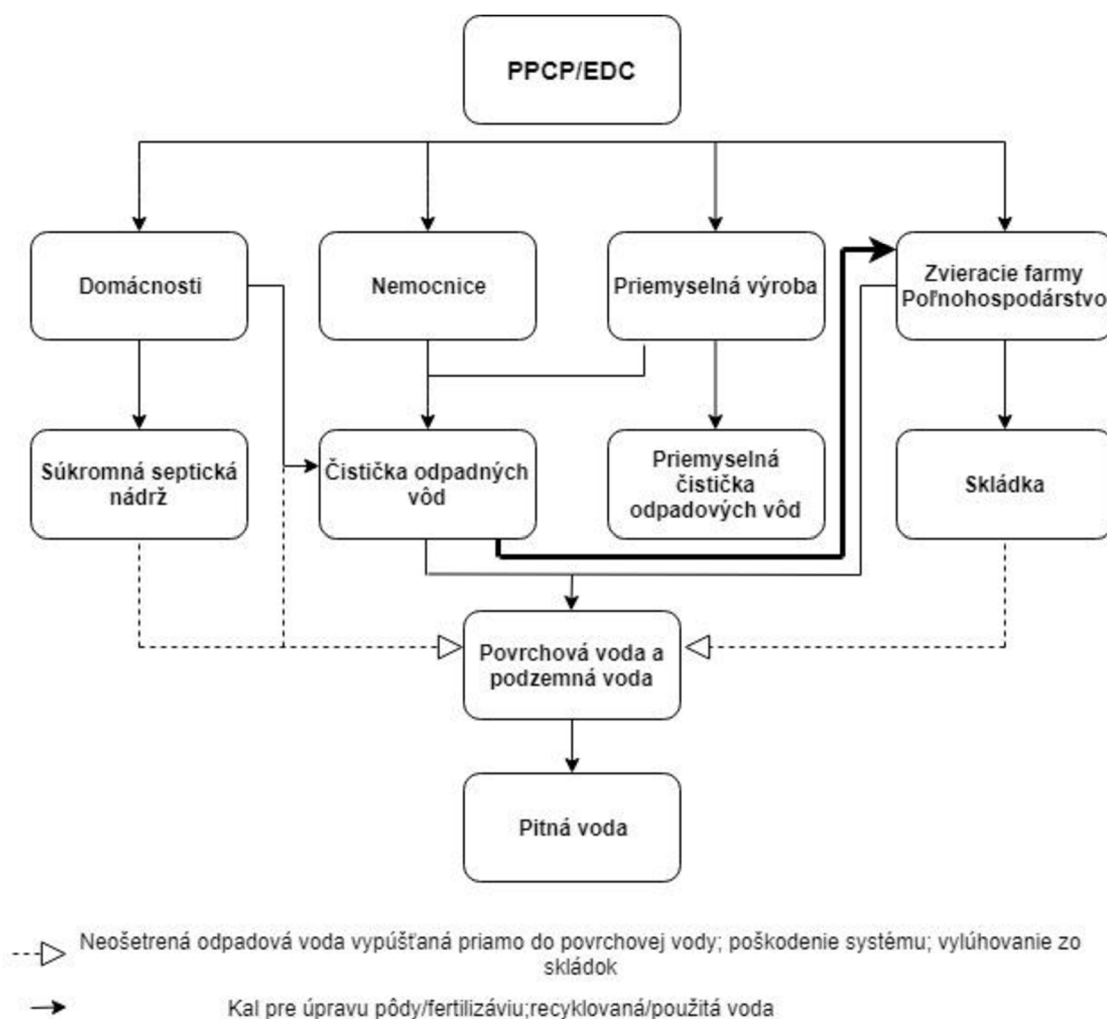 PPCP/EDC
Domácnosti
Nemocnice
Priemyselná výroba
Zvieracie farmy
Poľnohospodárstvo
Súkromná septická
nádrž
Čistička odpadných
vôd
Priemyselná
čistička
odpadových vôd
Skládka
Povrchová voda a
podzemná voda
Pitná voda
Neošetrená odpadová voda vypúšťaná priamo do povrchovej vody; poškodenie systému; vylúhovanie zo
skládok
Kal pre úpravu pôdy/fertilizáviu;recyklovaná/použitá voda